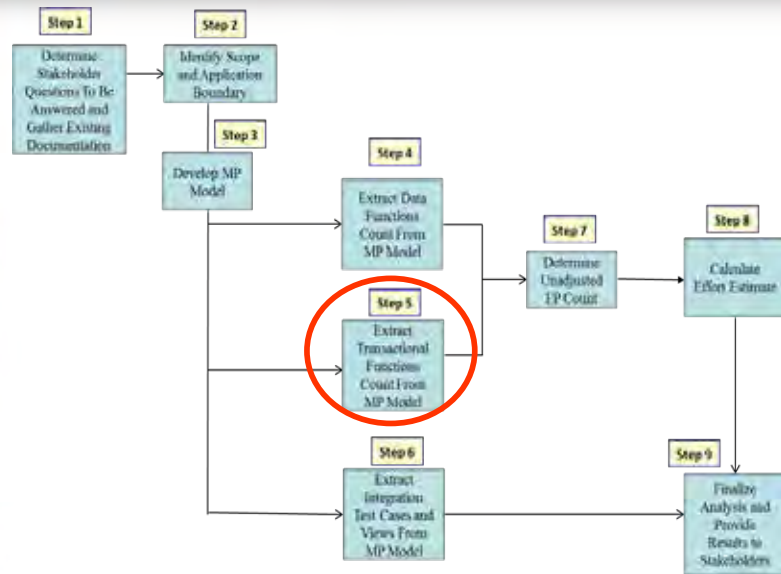 Step 1
Determine
Stakeholder
Questions To Be
Answered and
Gather Existing
Documentation
Step 2
Identify Scope
and Application
Boundary
Step 3
Develop MP
Model
Step 4
Extract Data
Functions
Count From
MP Model
Step 5
Extract
Transactional
Functions
Count From
MP Model
Step 6
Extract
Integration
Test Cases and
Views From
MP Model
Step 7
Determine
Unadjusted
FP Count
Step 8
Calculate
Effort Estimate
Step 9
Finalize
Analysis and
Provide
Results to
Stakeholders